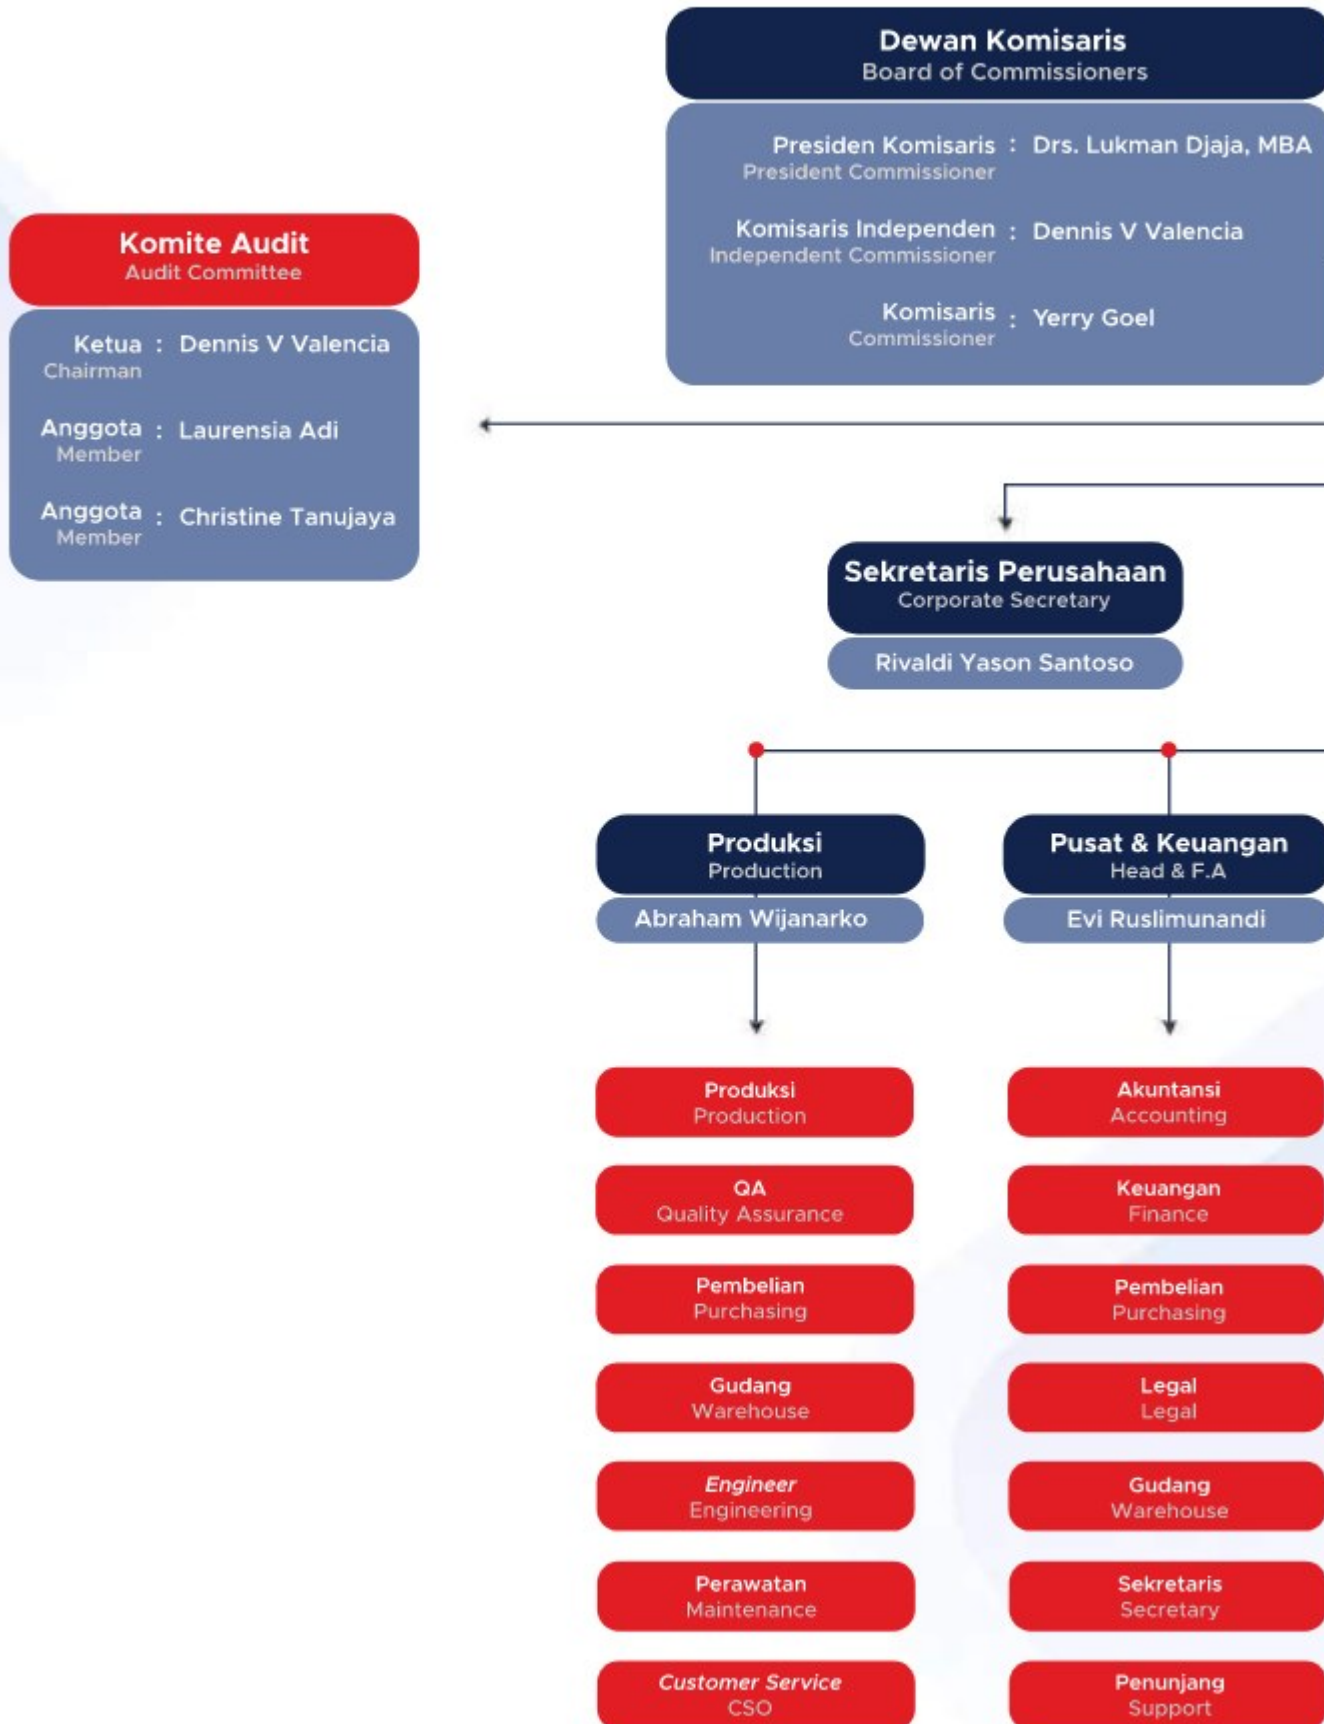 Dewan Komisaris
Board of Commissioners
Presiden Komisaris : Drs. Lukman Djaja, MBA
President Commissioner
Komisaris Independen : Dennis V Valencia
Independent Commissioner
Komisaris : Yerry Goel
Commissioner
Komite Audit
Audit Committee
Ketua : Dennis V Valencia
Chairman
Anggota : Laurensia Adi
Member
Anggota : Christine Tanujaya
Member
Sekretaris Perusahaan
Corporate Secretary
Rivaldi Yason Santoso
Produksi
Production
Abraham Wijanarko
Produksi
Production
QA
Quality Assurance
Pembelian
Purchasing
Gudang
Warehouse
Engineer
Engineering
Perawatan
Maintenance
Customer Service
CSO
Pusat & Keuangan
Head & F.A
Evi Ruslimunandi
Akuntansi
Accounting
Keuangan
Finance
Pembelian
Purchasing
Legal
Legal
Gudang
Warehouse
Sekretaris
Secretary
Penunjang
Support